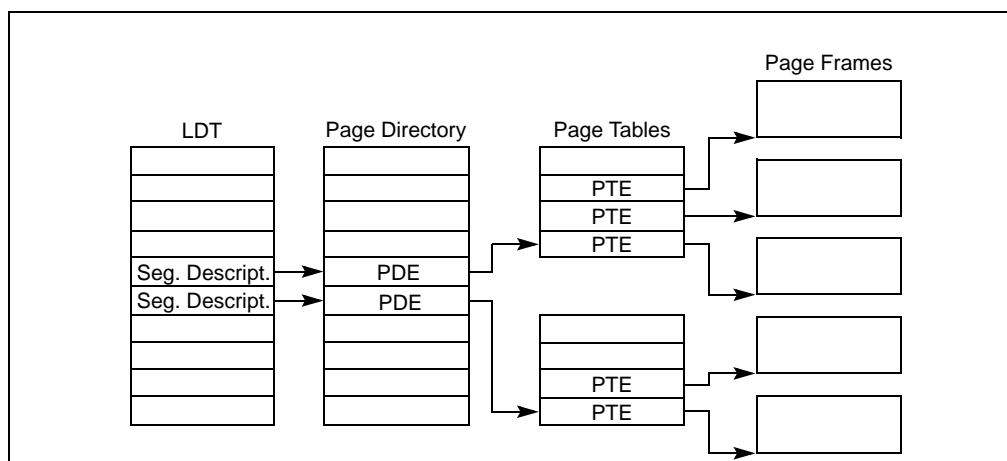 Page Frames
LDT
Page Directory
Page Tables
PTE
PTE
PTE
Seg. Descript.
PDE
Seg. Descript.
PDE
PTE
PTE